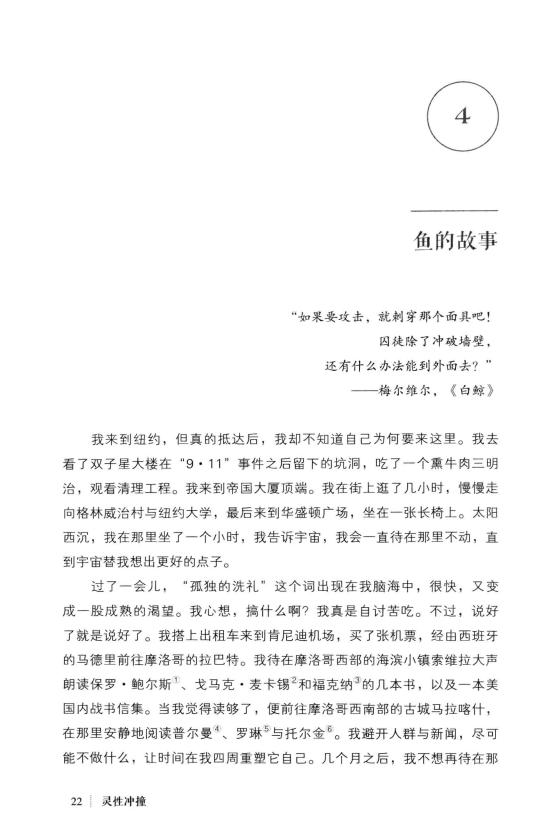 4
鱼的故事
“如果要攻击，就刺穿那个面具吧！
囚徒除了冲破墙壁，
还有什么办法能到外面去？”
——梅尔维尔，《白鲸》
我来到纽约，但真的抵达后，我却不知道自己为何要来这里。我去
看了双子星大楼在“9·11”事件之后留下的坑洞，吃了一个熏牛肉三明
治，观看清理工程。我来到帝国大厦顶端。我在街上逛了几小时，慢慢走
向格林威治村与纽约大学，最后来到华盛顿广场，坐在一张长椅上。太阳
西沉，我在那里坐了一个小时，我告诉宇宙，我会一直待在那里不动，直
到宇宙替我想出更好的点子。
过了一会儿，“孤独的洗礼”这个词出现在我脑海中，很快，又变
成一股成熟的渴望。我心想，搞什么啊？我真是自讨苦吃。不过，说好
了就是说好了。我搭上出租车来到肯尼迪机场，买了张机票，经由西班牙
的马德里前往摩洛哥的拉巴特。我待在摩洛哥西部的海滨小镇索维拉大声
朗读保罗·鲍尔斯①、戈马克·麦卡锡②和福克纳③的几本书，以及一本美
国内战书信集。当我觉得读够了，便前往摩洛哥西南部的古城马拉喀什，
在那里安静地阅读普尔曼④、罗琳⑤与托尔金⑥。我避开人群与新闻，尽可
能不做什么，让时间在我四周重塑它自己。几个月之后，我不想再待在那
22 灵性冲撞